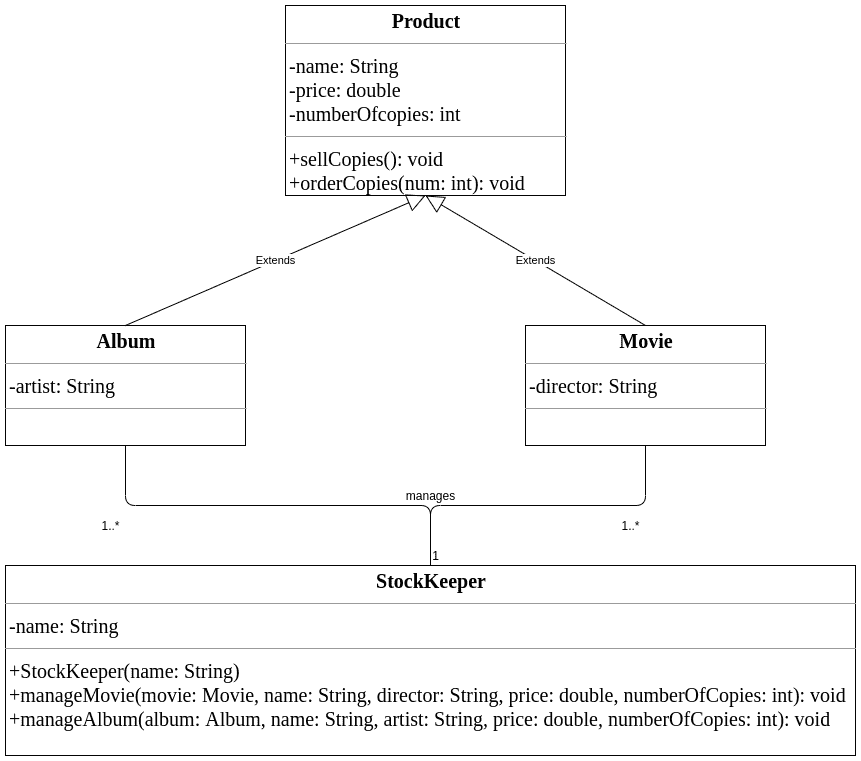 Product
-name: String
-price: double
-numberOfcopies: int
+sellCopies(): void
+orderCopies(num: int): void
Extends
Extends
Album
-artist: String
Movie
-director: String
manages
1..*
1..*
1
StockKeeper
-name: String
+StockKeeper(name: String)
+manageMovie(movie: Movie, name: String, director: String, price: double, numberOfCopies: int): void
+manageAlbum(album: Album, name: String, artist: String, price: double, numberOfCopies: int): void